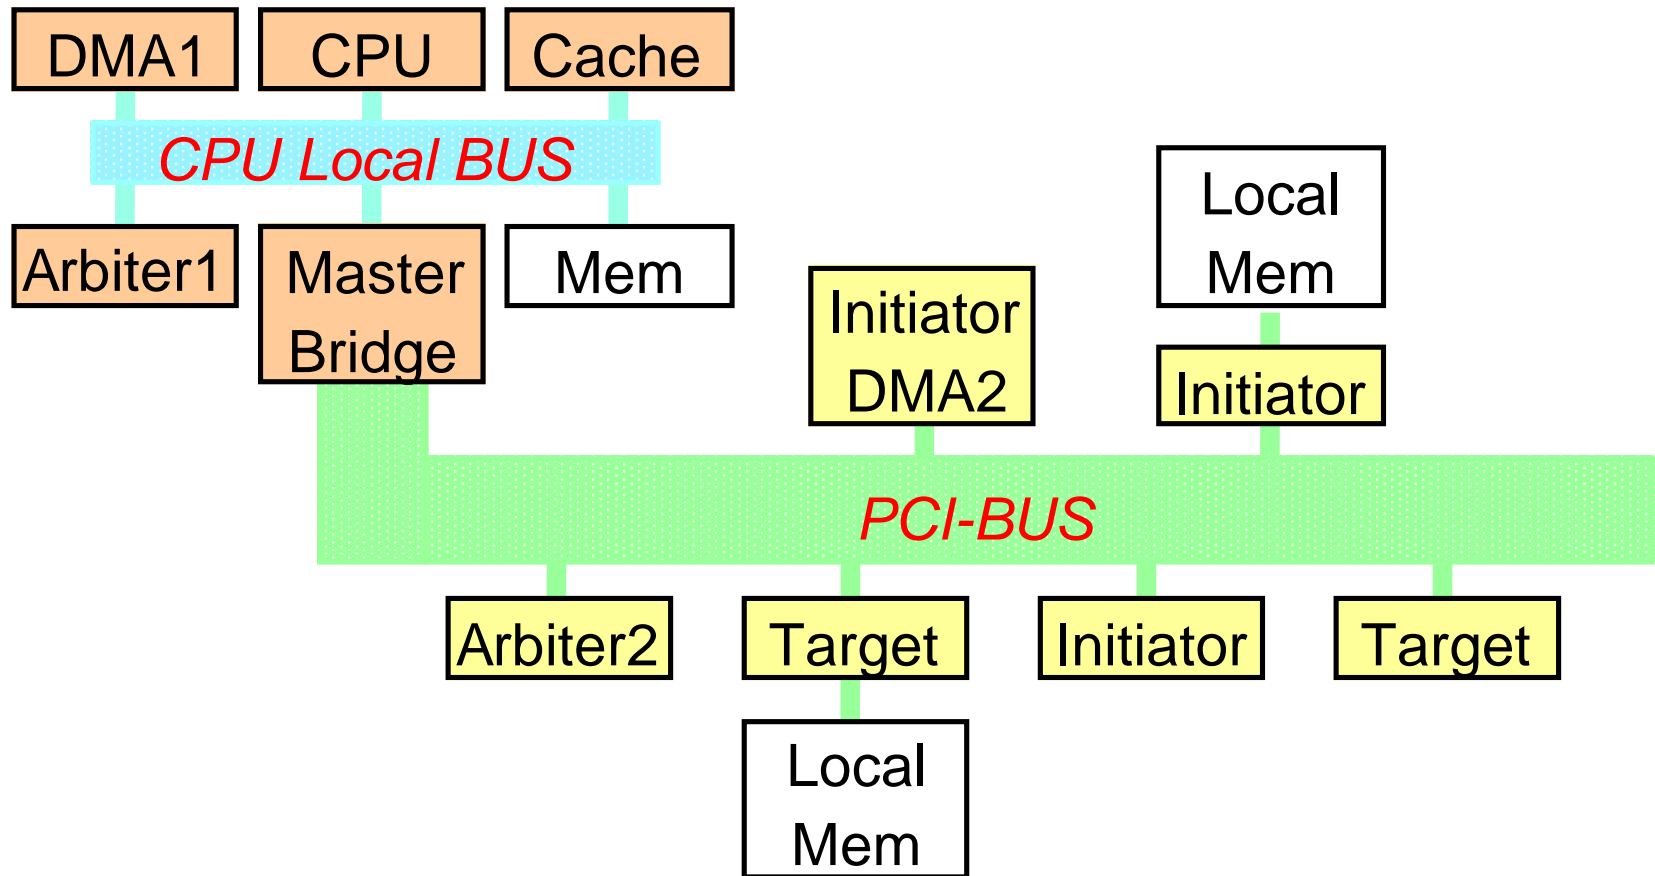 DMA1
CPU
Cache
CPU Local BUS
Arbiter1
Master
Bridge
Mem
Initiator
DMA2
Local
Mem
Initiator
PCI-BUS
Arbiter2
Target
Initiator
Target
Local
Mem